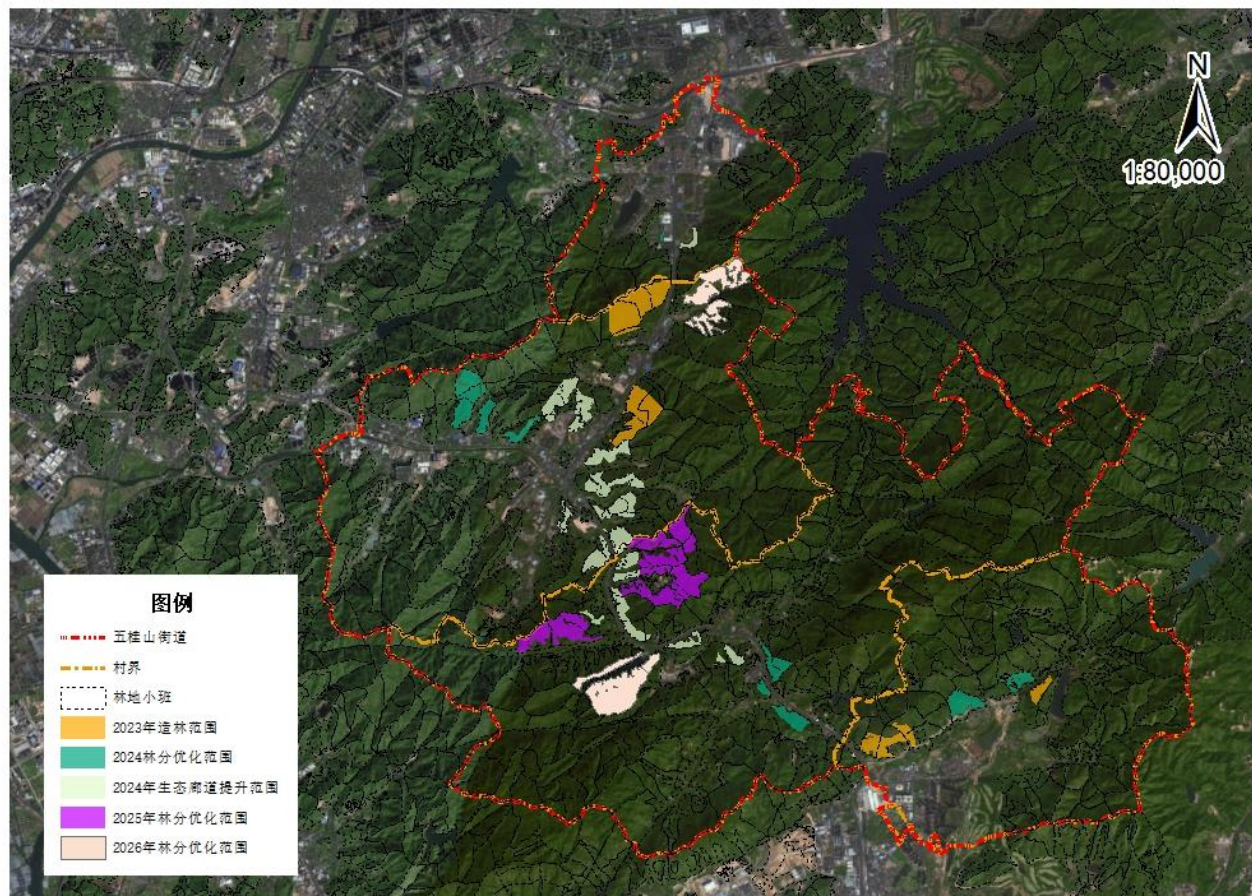 N
1:80,000
图例
五桂山街道
村界
林地小班
2023年造林范围
2024林分优化范围
2024年生态廊道提升范围
2025年林分优化范围
2026年林分优化范围